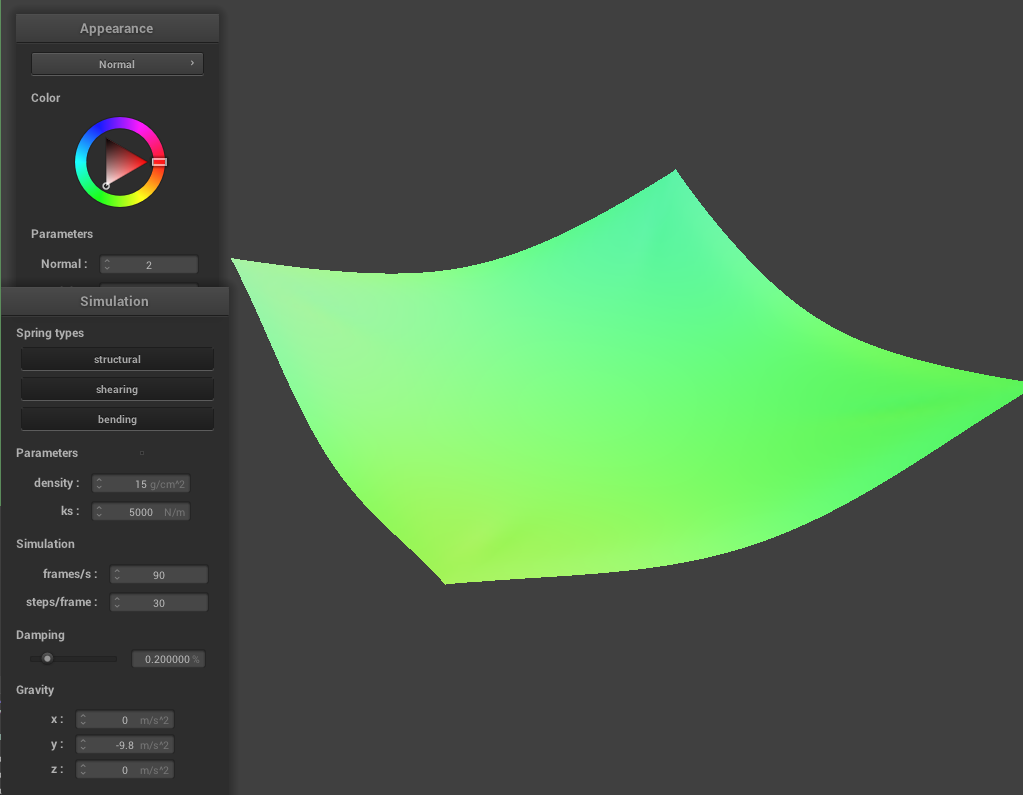 Appearance
Normal ›
Color
Parameters
Normal : 2
Simulation
Spring types
structural
shearing
bending
Parameters
density : 15 g/cm^2
ks : 5000 N/m
Simulation
frames/s : 90
steps/frame : 30
Damping
0.200000 %
Gravity
x : 0 m/s^2
y : -9.8 m/s^2
z : 0 m/s^2